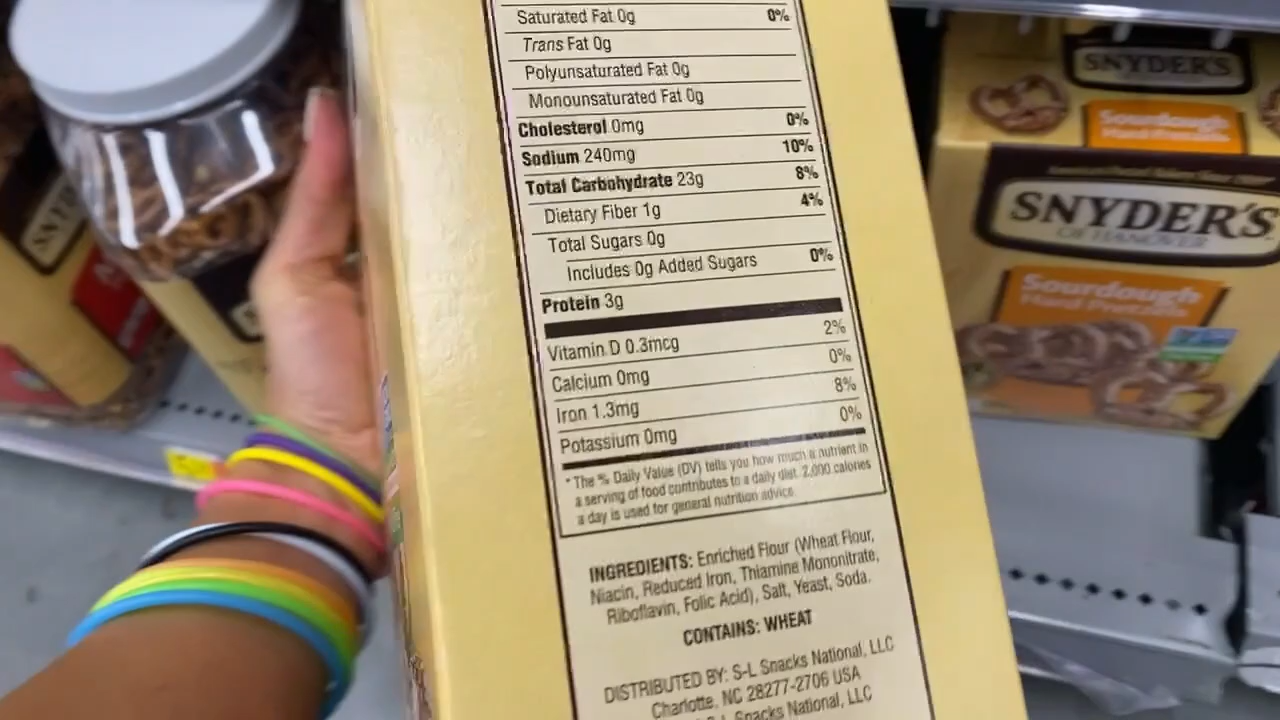 Saturated Fat 0g 0%
Trans Fat 0g
Polyunsaturated Fat 0g
Monounsaturated Fat 0g
Cholesterol 0mg 0%
Sodium 240mg 10%
Total Carbohydrate 23g 8%
Dietary Fiber 1g 4%
Total Sugars 0g
Includes 0g Added Sugars 0%
Protein 3g
Vitamin D 0.3mcg 2%
Calcium 0mg 0%
Iron 1.3mg 8%
Potassium 0mg 0%
* The % Daily Value (DV) tells you how much a nutrient in
a serving of food contributes to a daily diet. 2,000 calories
a day is used for general nutrition advice.
INGREDIENTS: Enriched Flour (Wheat Flour,
Niacin, Reduced Iron, Thiamine Mononitrate,
Riboflavin, Folic Acid), Salt, Yeast, Soda.
CONTAINS: WHEAT
DISTRIBUTED BY: S-L Snacks National, LLC
Charlotte, NC 28277-2706 USA
Snacks National, LLC
SNYDER'S
Sourdough
Hard Pretzels
SNYDER'S
OF HANOVER
Sourdough
Hard Pretzels